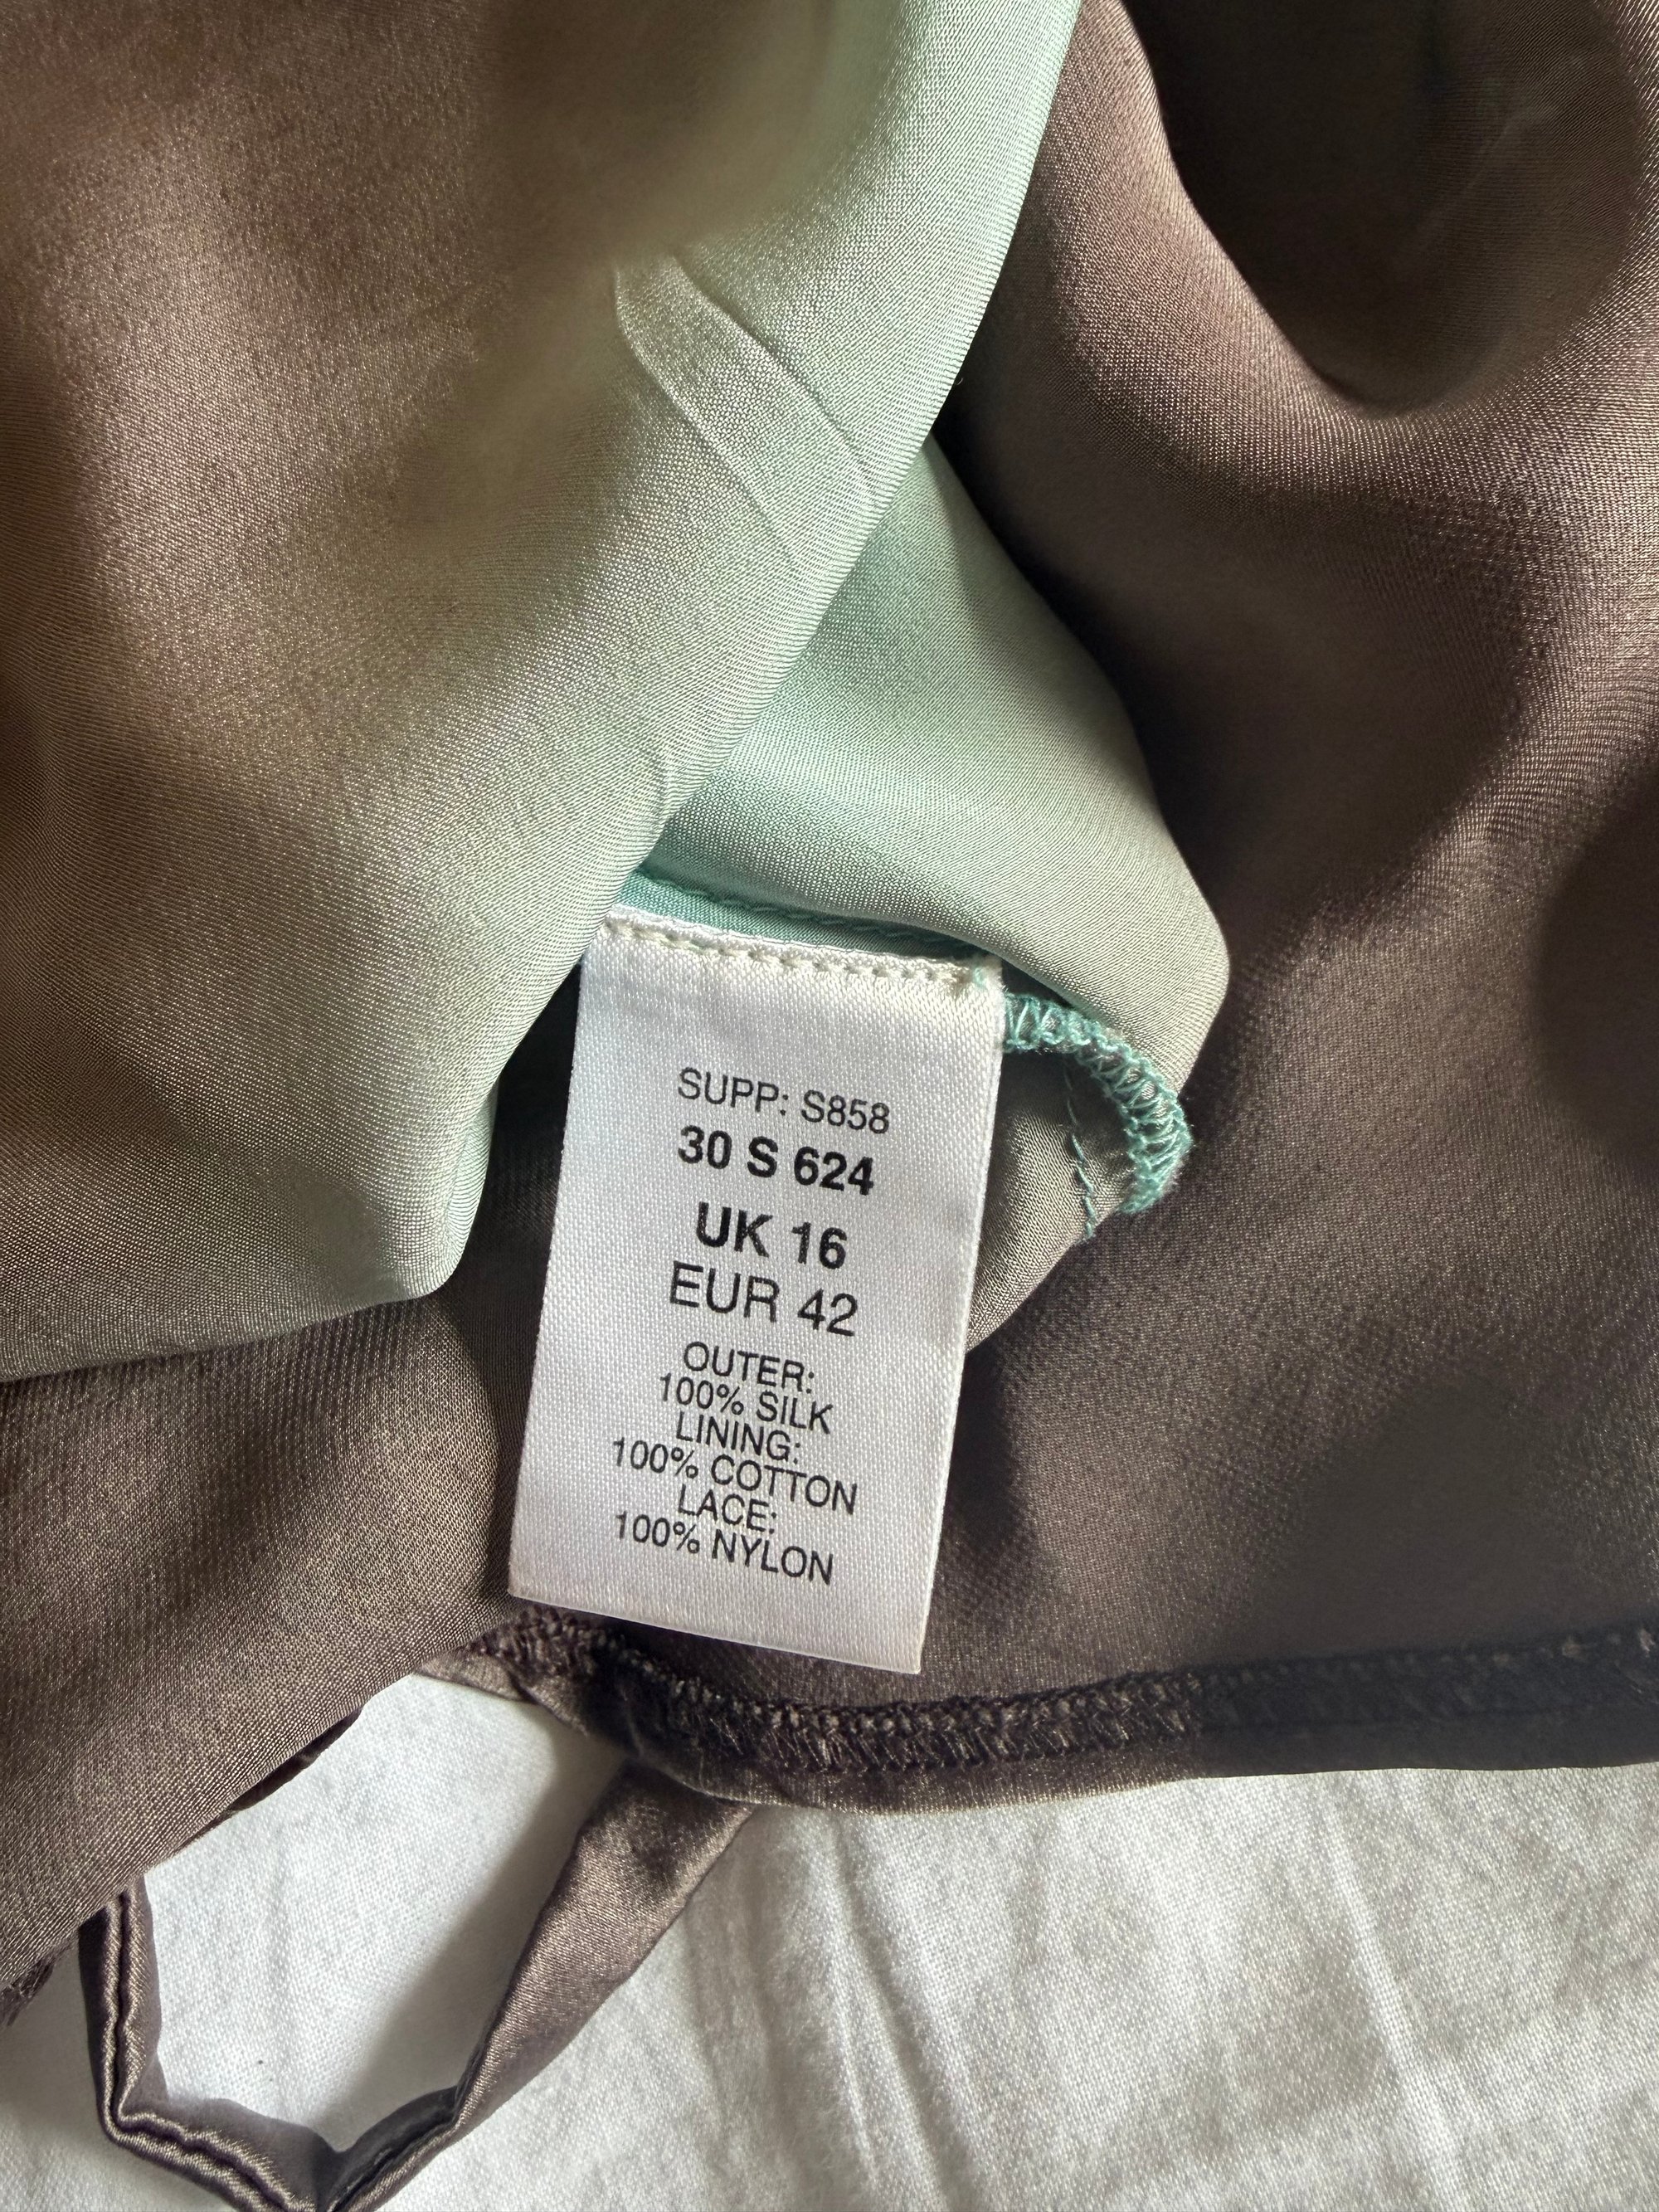 SUPP: S858
30 S 624
UK 16
EUR 42
OUTER:
100% SILK
LINING:
100% COTTON
LACE:
100% NYLON